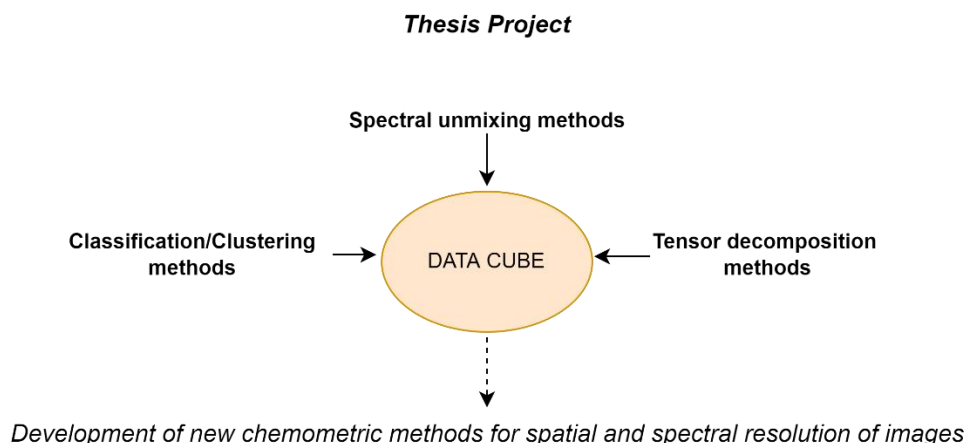 Thesis Project
Spectral unmixing methods
Classification/Clustering
methods
DATA CUBE
Tensor decomposition
methods
Development of new chemometric methods for spatial and spectral resolution of images